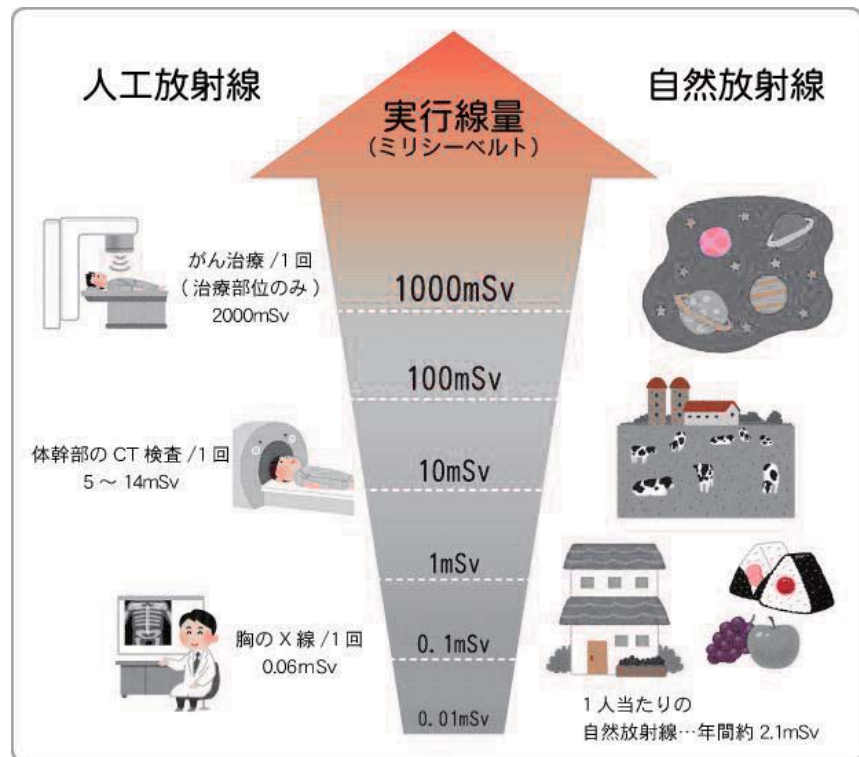 人工放射線
実行線量
(ミリシーベルト)
自然放射線
がん治療/1回
(治療部位のみ)
2000mSv
1000mSv
100mSv
体幹部のCT検査/1回
5〜14mSv
10mSv
1mSv
胸のX線/1回
0.06mSv
0.1mSv
0.01mSv
1人当たりの
自然放射線…年間約2.1mSv